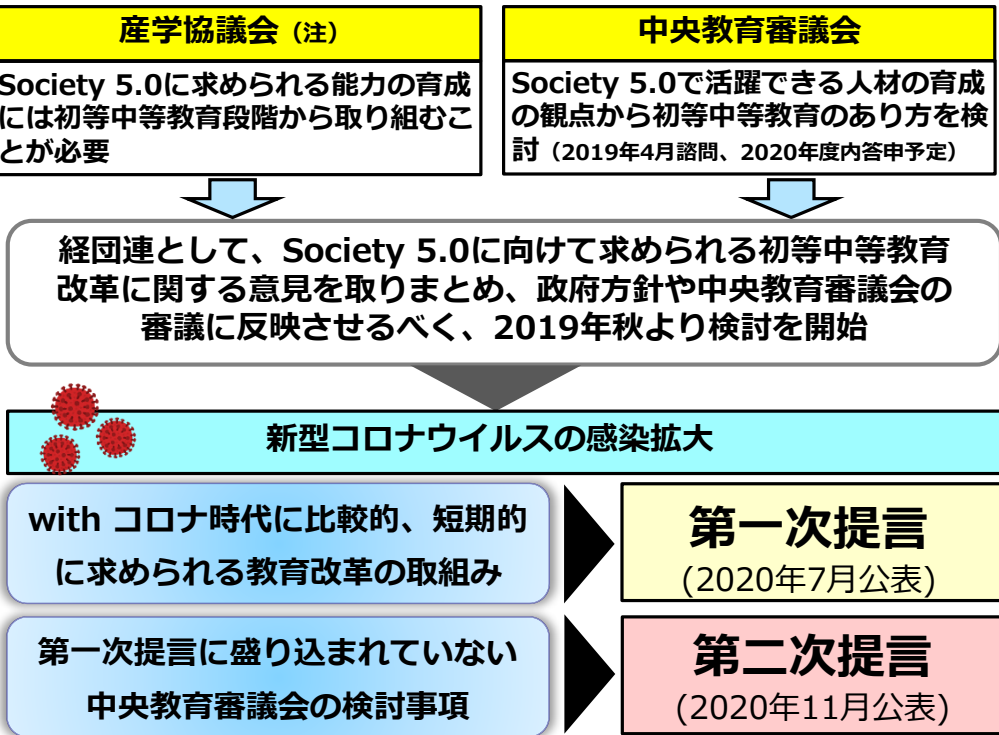 産学協議会（注）
Society 5.0に求められる能力の育成
には初等中等教育段階から取り組むこ
とが必要
中央教育審議会
Society 5.0で活躍できる人材の育成
の観点から初等中等教育のあり方を検
討（2019年4月諮問、2020年度内答申予定）
経団連として、Society 5.0に向けて求められる初等中等教育
改革に関する意見を取りまとめ、政府方針や中央教育審議会の
審議に反映させるべく、2019年秋より検討を開始
新型コロナウイルスの感染拡大
with コロナ時代に比較的、短期的
に求められる教育改革の取組み
第一次提言
(2020年7月公表)
第一次提言に盛り込まれていない
中央教育審議会の検討事項
第二次提言
(2020年11月公表)